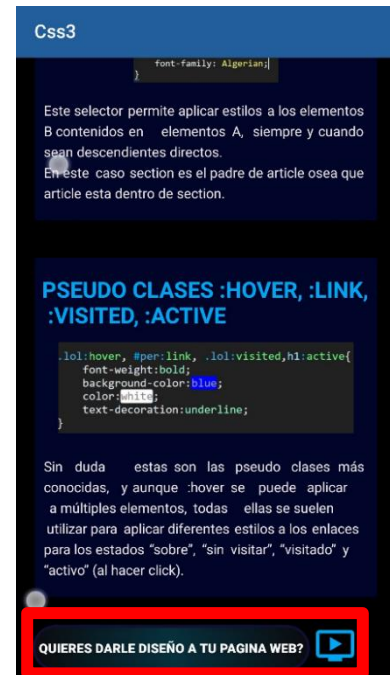 Css3
font-family: Algerian;
}
Este selector permite aplicar estilos a los elementos
B contenidos en elementos A, siempre y cuando
sean descendientes directos.
En este caso section es el padre de article osea que
article esta dentro de section.
PSEUDO CLASES :HOVER, :LINK,
:VISITED, :ACTIVE
.lol:hover, #per:link, .lol:visited,h1:active{
font-weight:bold;
background-color:blue;
color:white;
text-decoration:underline;
}
Sin duda estas son las pseudo clases más
conocidas, y aunque :hover se puede aplicar
a múltiples elementos, todas ellas se suelen
utilizar para aplicar diferentes estilos a los enlaces
para los estados “sobre”, “sin visitar”, “visitado” y
“activo” (al hacer click).
QUIERES DARLE DISEÑO A TU PAGINA WEB?